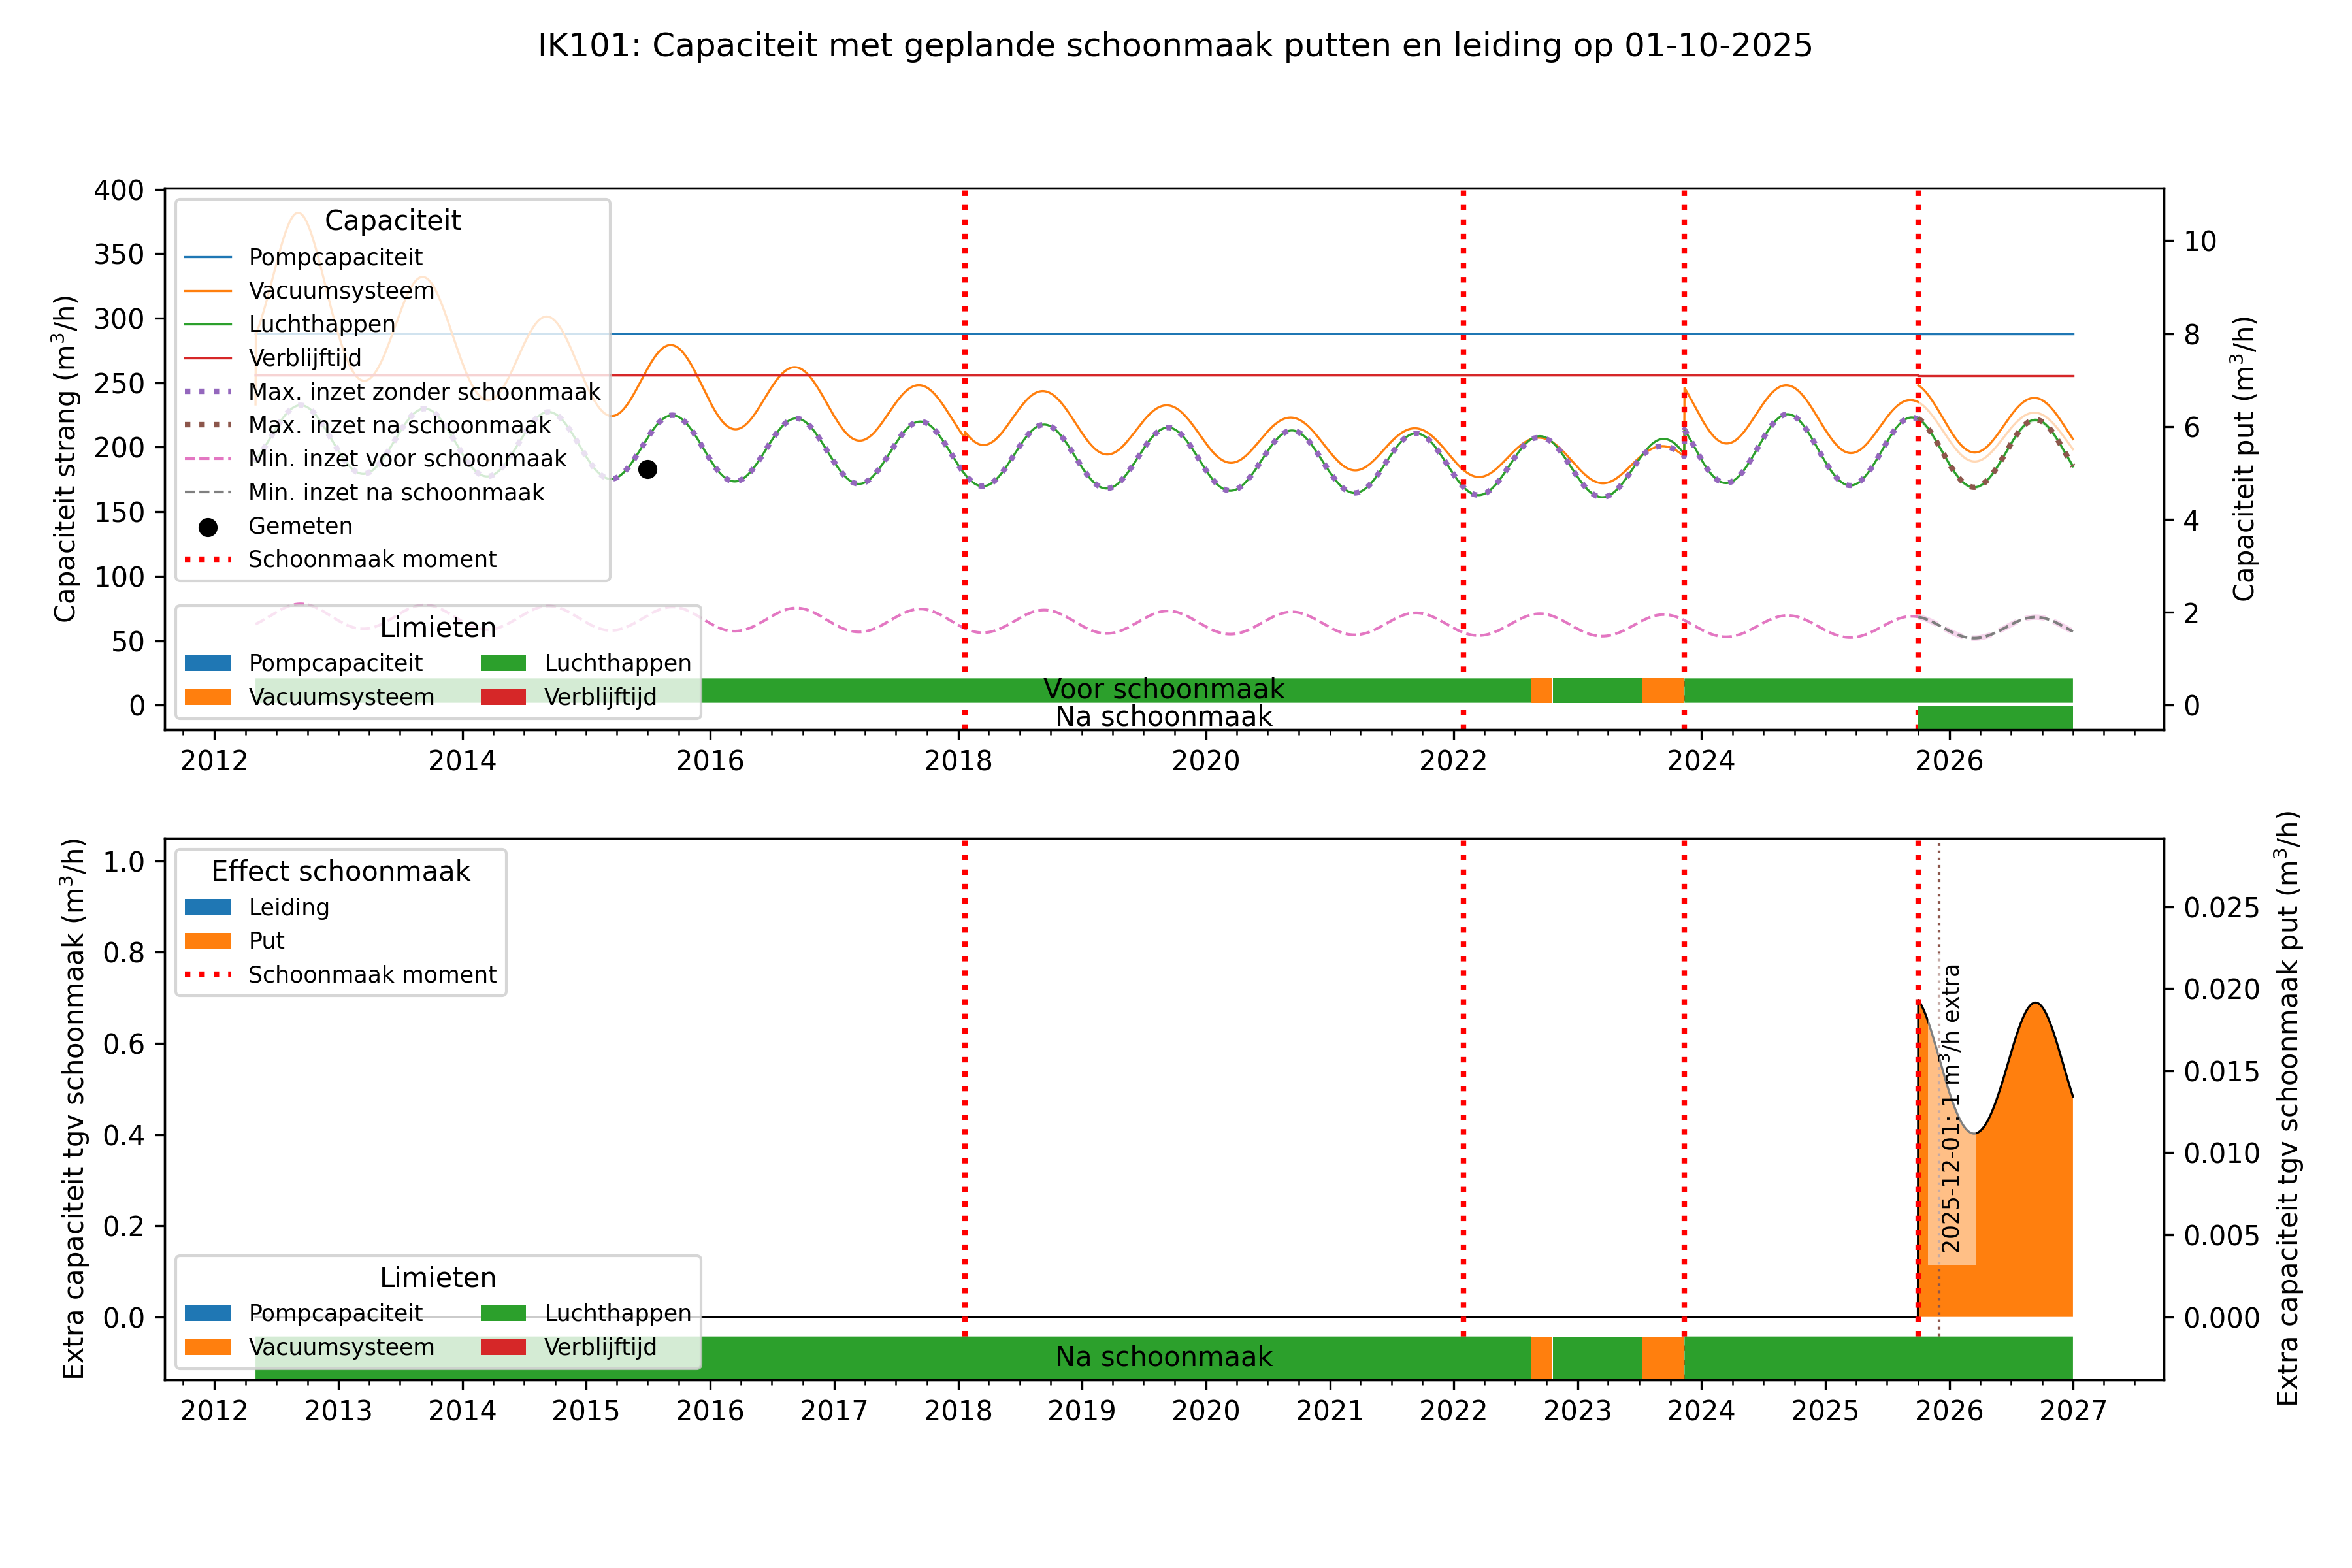 IK101: Capaciteit met geplande schoonmaak putten en leiding op 01-10-2025
Capaciteit strang (m³/h)
400
350
300
250
200
150
100
50
0
Capaciteit
Pompcapaciteit
Vacuumsysteem
Luchthappen
Verblijftijd
Max. inzet zonder schoonmaak
Max. inzet na schoonmaak
Min. inzet voor schoonmaak
Min. inzet na schoonmaak
Gemeten
Schoonmaak moment
Limieten
Pompcapaciteit
Vacuumsysteem
Luchthappen
Verblijftijd
Voor schoonmaak
Na schoonmaak
10
8
6
4
2
0
Capaciteit put (m³/h)
2012 2014 2016 2018 2020 2022 2024 2026
Extra capaciteit tgv schoonmaak (m³/h)
1.0
0.8
0.6
0.4
0.2
0.0
Effect schoonmaak
Leiding
Put
Schoonmaak moment
Limieten
Pompcapaciteit
Vacuumsysteem
Luchthappen
Verblijftijd
Na schoonmaak
2025-12-01: 1 m³/h extra
0.025
0.020
0.015
0.010
0.005
0.000
Extra capaciteit tgv schoonmaak put (m³/h)
2012 2013 2014 2015 2016 2017 2018 2019 2020 2021 2022 2023 2024 2025 2026 2027